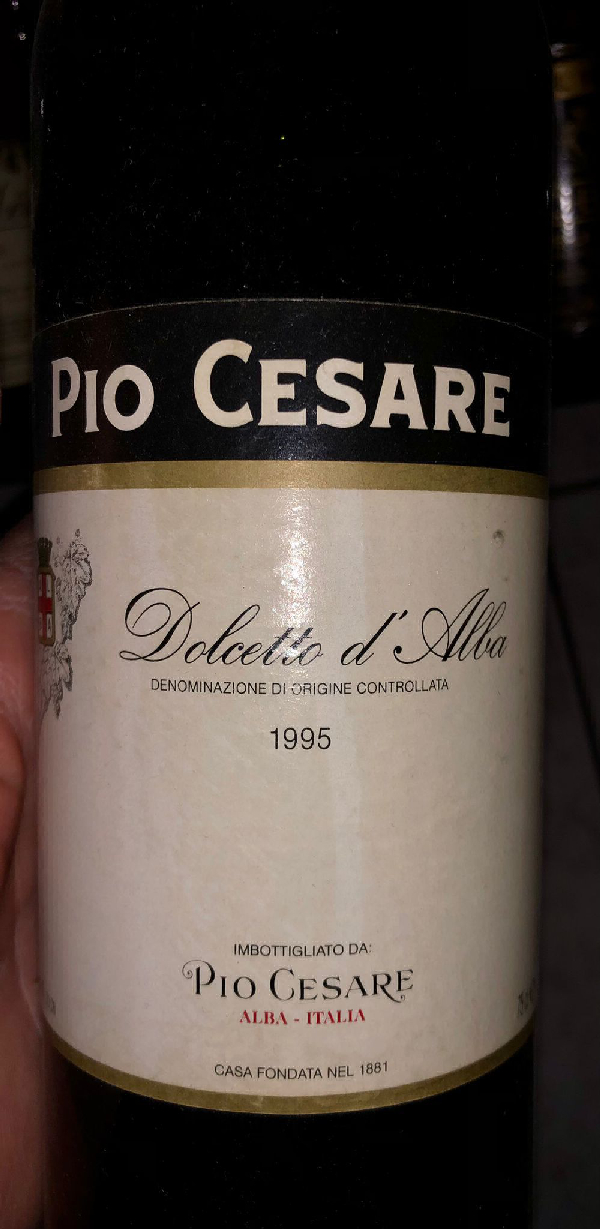 PIO CESARE
Dolcetto d'Alba
DENOMINAZIONE DI ORIGINE CONTROLLATA
1995
IMBOTTIGLIATO DA:
PIO CESARE
ALBA - ITALIA
CASA FONDATA NEL 1881